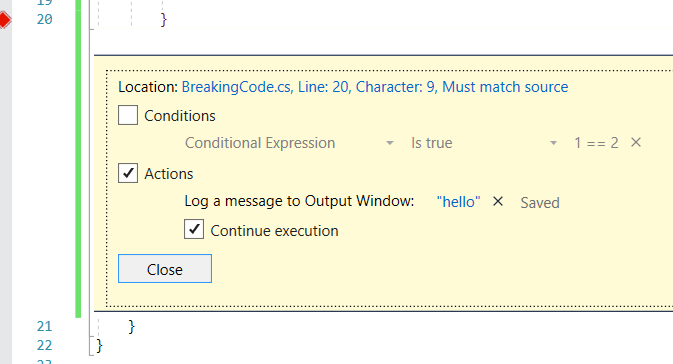 19
20 }
Location: BreakingCode.cs, Line: 20, Character: 9, Must match source
Conditions
Conditional Expression Is true 1 == 2 ✕
Actions
Log a message to Output Window: "hello" ✕ Saved
Continue execution
Close
21 }
22 }
23